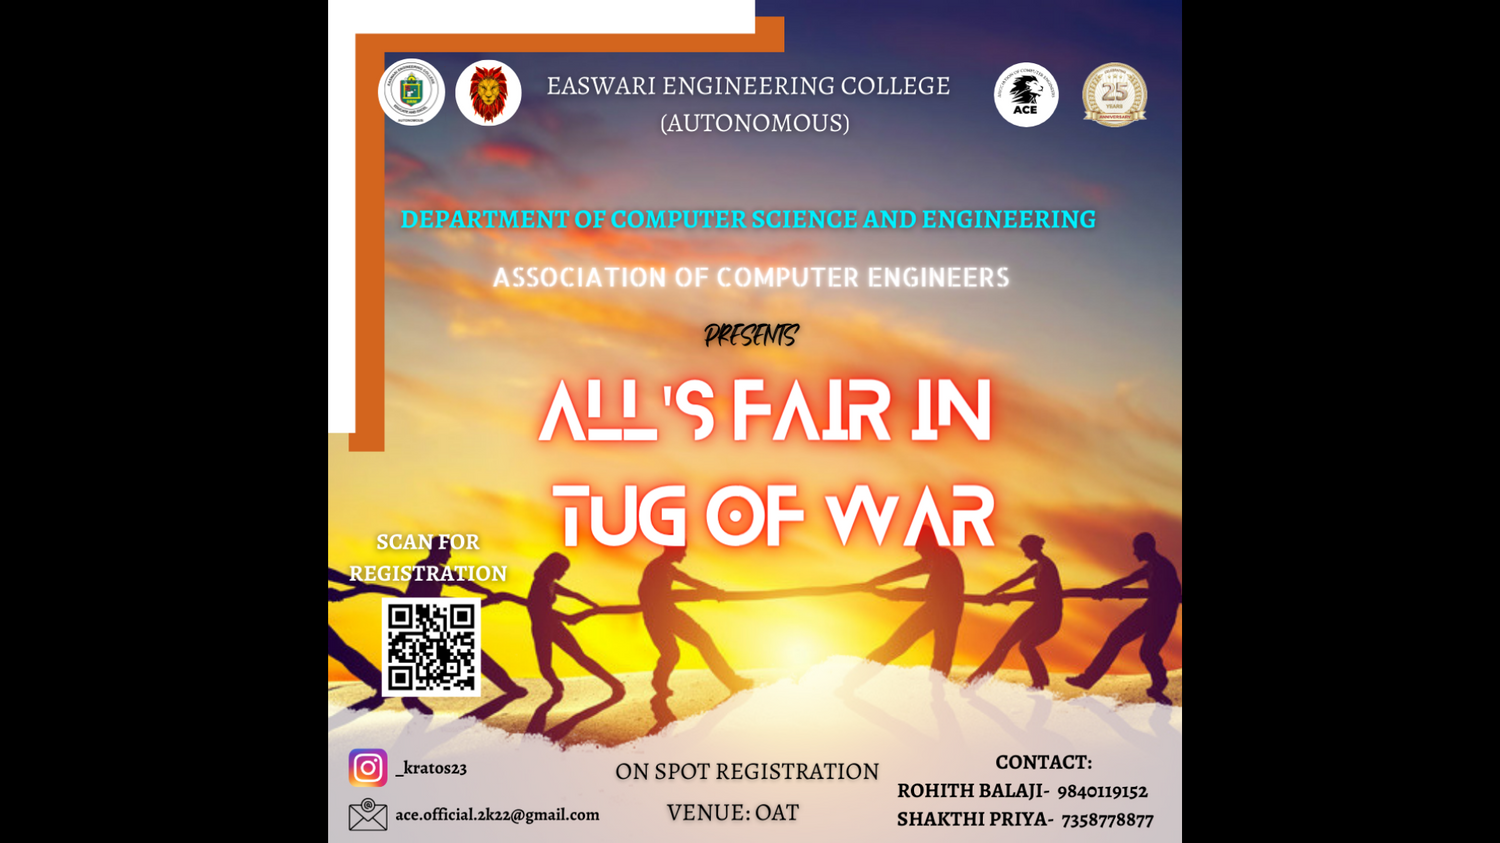 EASWARI ENGINEERING COLLEGE
(AUTONOMOUS)
ACE
25
YEARS
ANNIVERSARY
DEPARTMENT OF COMPUTER SCIENCE AND ENGINEERING
ASSOCIATION OF COMPUTER ENGINEERS
PRESENTS
ALL'S FAIR IN
TUG OF WAR
SCAN FOR
REGISTRATION
_kratos23
ace.official.2k22@gmail.com
ON SPOT REGISTRATION
VENUE: OAT
CONTACT:
ROHITH BALAJI- 9840119152
SHAKTHI PRIYA- 7358778877